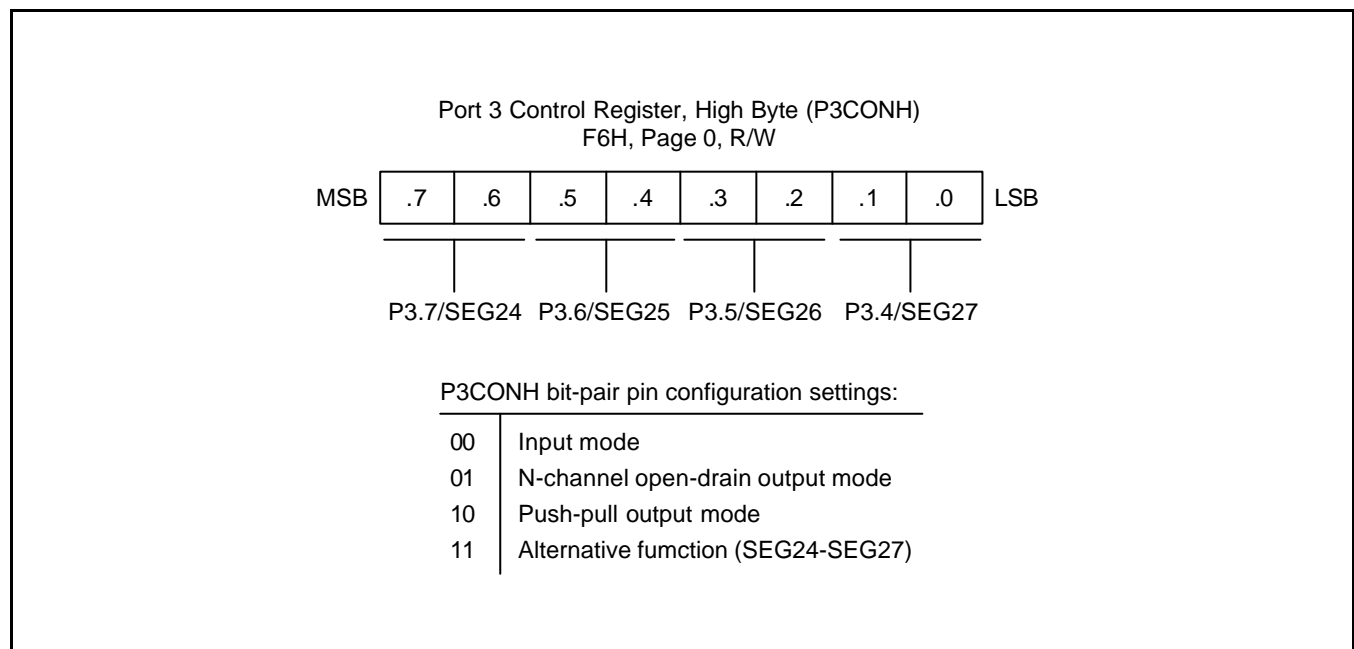 Port 3 Control Register, High Byte (P3CONH)
F6H, Page 0, R/W
MSB .7 .6 .5 .4 .3 .2 .1 .0 LSB
P3.7/SEG24 P3.6/SEG25 P3.5/SEG26 P3.4/SEG27
P3CONH bit-pair pin configuration settings:
00 Input mode
01 N-channel open-drain output mode
10 Push-pull output mode
11 Alternative fumction (SEG24-SEG27)